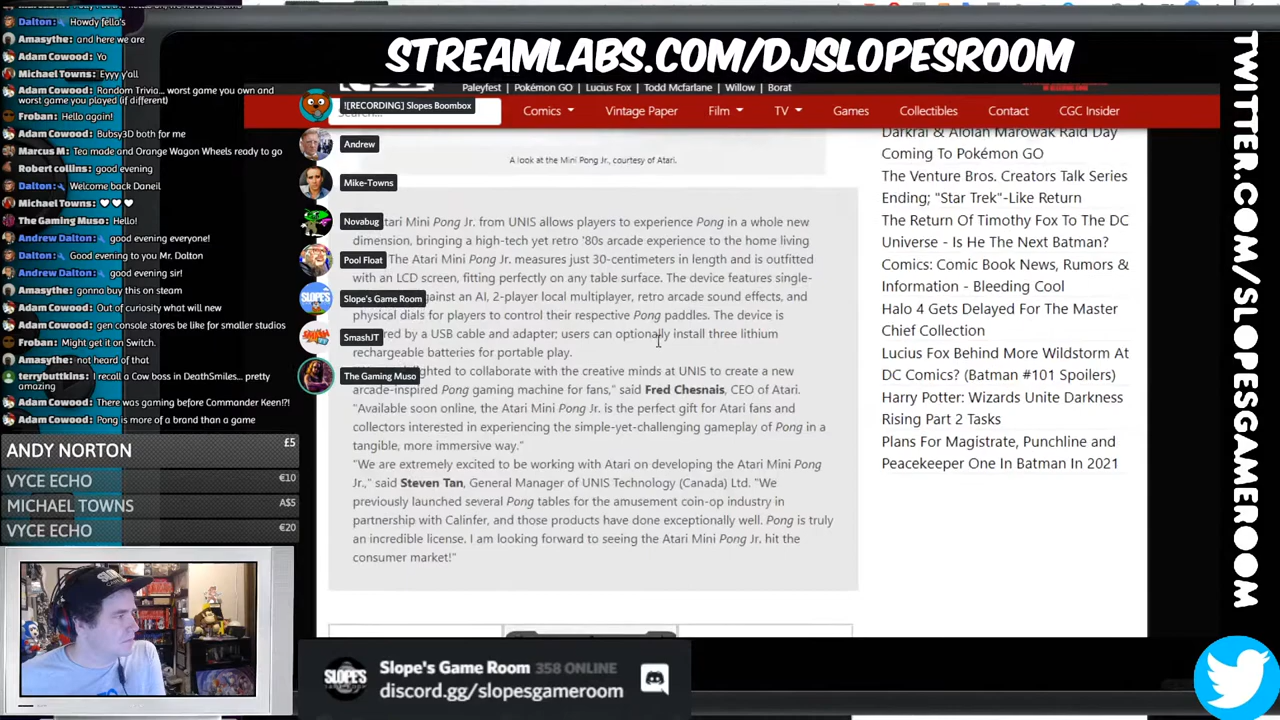 STREAMLABS.COM/DJSLOPESROOM
TWITTER.COM/SLOPESGAMEROOM
Dalton: Howdy fella's
Amasythe: and here we are
Adam Cowood: Yo
Michael Towns: Eyyy y'all
Adam Cowood: Random Trivia... worst game you own and
worst game you played (if different)
Froban: Hello again!
Adam Cowood: Bubsy3D both for me
Marcus M: Tea made and Orange Wagon Wheels ready to go
Robert collins: good evening
Dalton: Welcome back Daneil
Michael Towns: ♥ ♥ ♥
The Gaming Muso: Hello!
Andrew Dalton: good evening everyone!
Dalton: Good evening to you Mr. Dalton
Andrew Dalton: good evening sir!
Amasythe: gonna buy this on steam
Adam Cowood: Out of curiosity what will new
gen console stores be like for smaller studios
Froban: Might get it on Switch.
Amasythe: not heard of that
terrybuttkins: I recall a Cow boss in DeathSmiles... pretty
amazing
Adam Cowood: There was gaming before Commander Keen!?!
Adam Cowood: Pong is more of a brand than a game
ANDY NORTON £5
VYCE ECHO €10
MICHAEL TOWNS A$5
VYCE ECHO €20
![RECORDING] Slopes Boombox
Andrew
Mike-Towns
Novabug
Pool Float
Slope's Game Room
SmashJT
The Gaming Muso
Paleyfest | Pokémon GO | Lucius Fox | Todd Mcfarlane | Willow | Borat
Search...
Comics Vintage Paper Film TV Games Collectibles Contact CGC Insider
A look at the Mini Pong Jr., courtesy of Atari.
tari Mini Pong Jr. from UNIS allows players to experience Pong in a whole new
dimension, bringing a high-tech yet retro '80s arcade experience to the home living
The Atari Mini Pong Jr. measures just 30-centimeters in length and is outfitted
with an LCD screen, fitting perfectly on any table surface. The device features single-
gainst an AI, 2-player local multiplayer, retro arcade sound effects, and
physical dials for players to control their respective Pong paddles. The device is
red by a USB cable and adapter; users can optionally install three lithium
rechargeable batteries for portable play.
lighted to collaborate with the creative minds at UNIS to create a new
arcade-inspired Pong gaming machine for fans," said Fred Chesnais, CEO of Atari.
"Available soon online, the Atari Mini Pong Jr. is the perfect gift for Atari fans and
collectors interested in experiencing the simple-yet-challenging gameplay of Pong in a
tangible, more immersive way."
"We are extremely excited to be working with Atari on developing the Atari Mini Pong
Jr.," said Steven Tan, General Manager of UNIS Technology (Canada) Ltd. "We
previously launched several Pong tables for the amusement coin-op industry in
partnership with Calinfer, and those products have done exceptionally well. Pong is truly
an incredible license. I am looking forward to seeing the Atari Mini Pong Jr. hit the
consumer market!"
Darkrai & Alolan Marowak Raid Day
Coming To Pokémon GO
The Venture Bros. Creators Talk Series
Ending; "Star Trek"-Like Return
The Return Of Timothy Fox To The DC
Universe - Is He The Next Batman?
Comics: Comic Book News, Rumors &
Information - Bleeding Cool
Halo 4 Gets Delayed For The Master
Chief Collection
Lucius Fox Behind More Wildstorm At
DC Comics? (Batman #101 Spoilers)
Harry Potter: Wizards Unite Darkness
Rising Part 2 Tasks
Plans For Magistrate, Punchline and
Peacekeeper One In Batman In 2021
SLOPE'S
Slope's Game Room 358 ONLINE
discord.gg/slopesgameroom